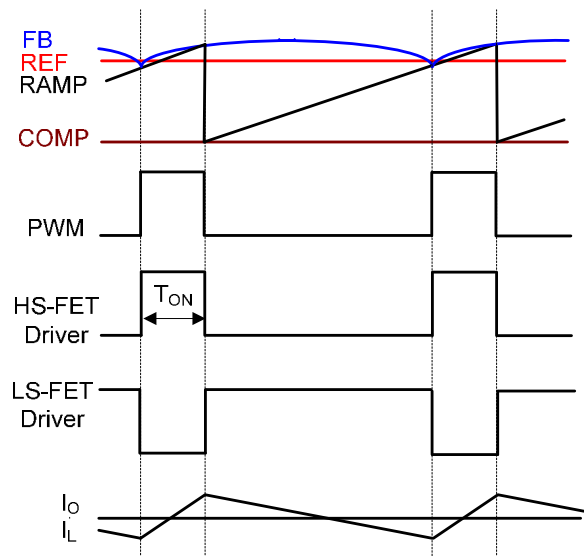 FB
REF
RAMP
COMP
PWM
HS-FET
Driver
TON
LS-FET
Driver
IO
IL